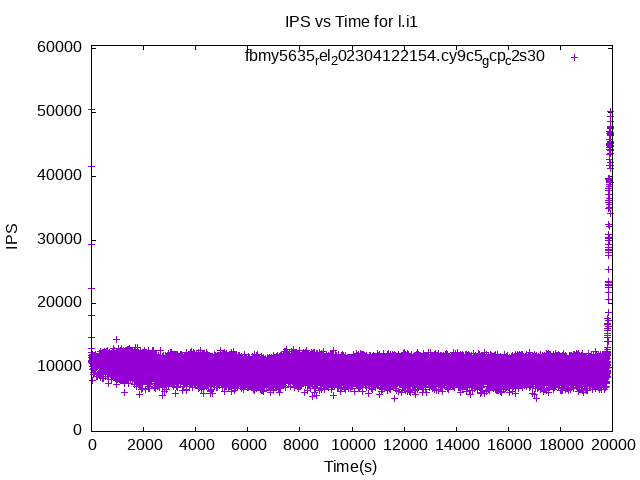 IPS vs Time for l.i1
60000
fbmy5635rel202304122154.cy9c5gcpc2s30
50000
40000
30000
20000
10000
0
IPS
0 2000 4000 6000 8000 10000 12000 14000 16000 18000 20000
Time(s)